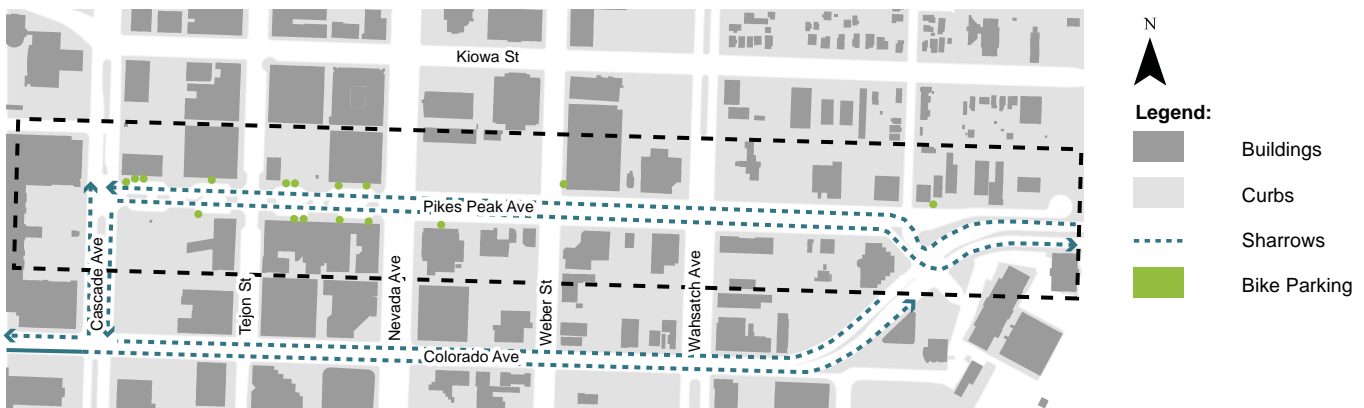 Kiowa St
Pikes Peak Ave
Cascade Ave
Tejon St
Nevada Ave
Weber St
Wahsatch Ave
Colorado Ave
N
Legend:
Buildings
Curbs
Sharrows
Bike Parking